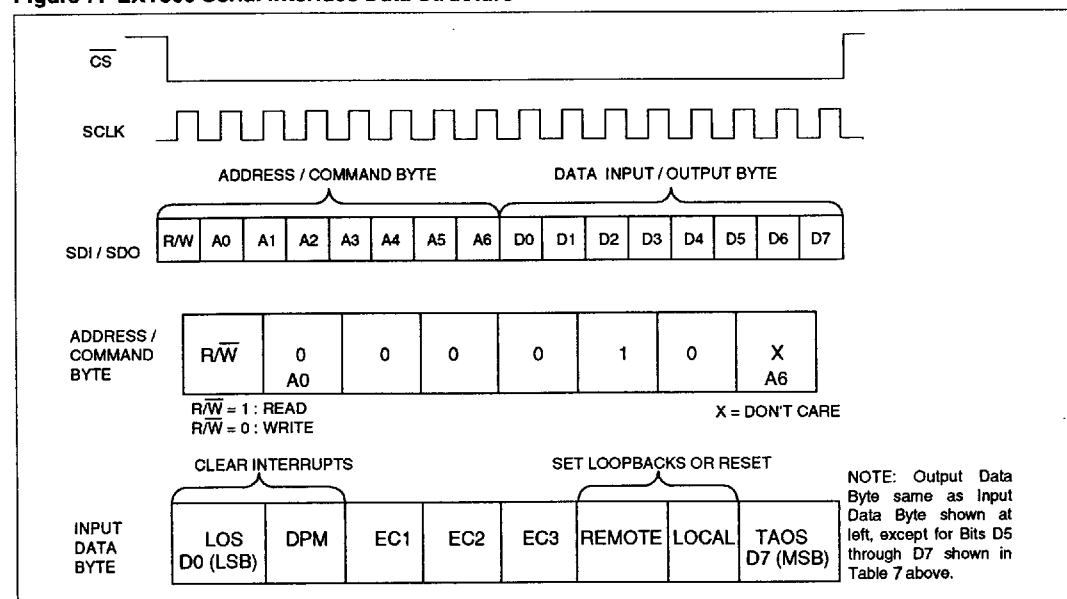 CS
SCLK
ADDRESS / COMMAND BYTE
DATA INPUT / OUTPUT BYTE
SDI / SDO
R/W A0 A1 A2 A3 A4 A5 A6 D0 D1 D2 D3 D4 D5 D6 D7
ADDRESS /
COMMAND
BYTE
R/W 0 0 0 0 1 0 X
A0 A6
R/W = 1 : READ
R/W = 0 : WRITE
X = DON'T CARE
CLEAR INTERRUPTS
SET LOOPBACKS OR RESET
INPUT
DATA
BYTE
LOS DPM EC1 EC2 EC3 REMOTE LOCAL TAOS
D0 (LSB) D7 (MSB)
NOTE: Output Data
Byte same as Input
Data Byte shown at
left, except for Bits D5
through D7 shown in
Table 7 above.